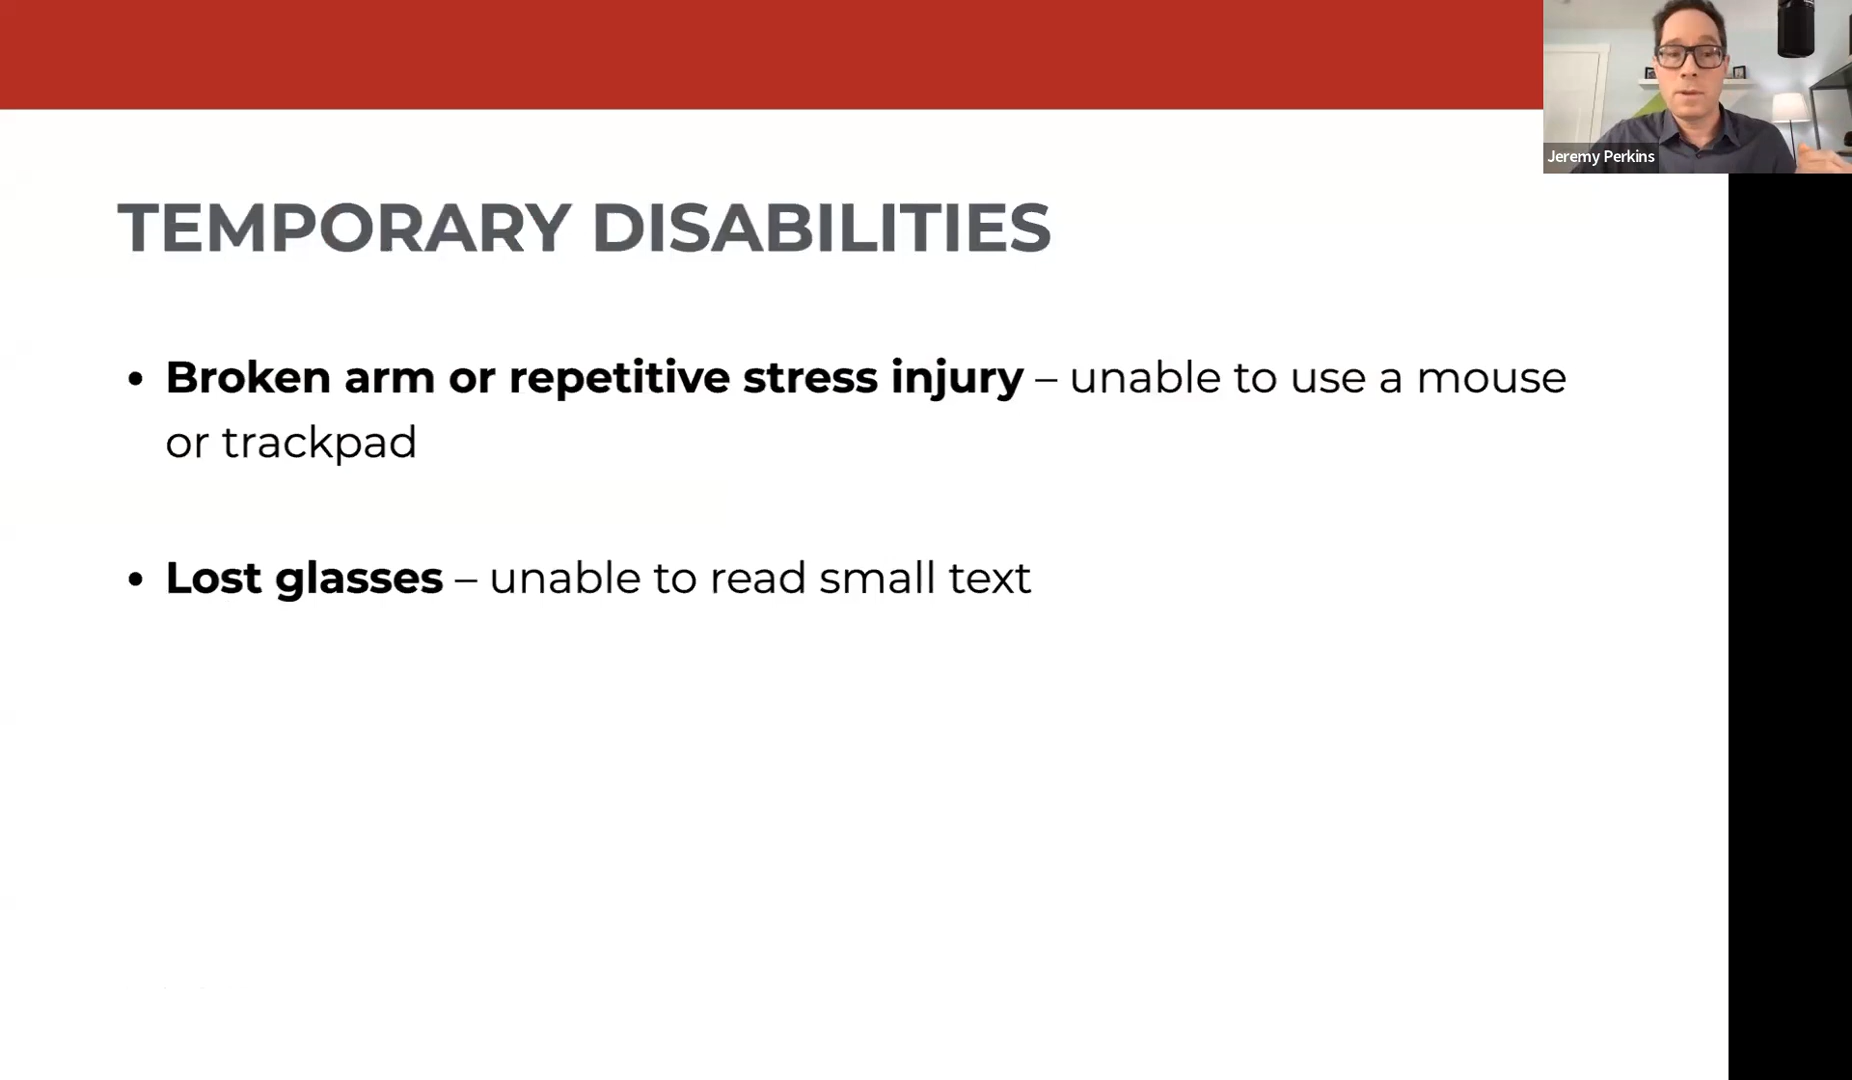 Jeremy Perkins
TEMPORARY DISABILITIES
• Broken arm or repetitive stress injury – unable to use a mouse
or trackpad
• Lost glasses – unable to read small text